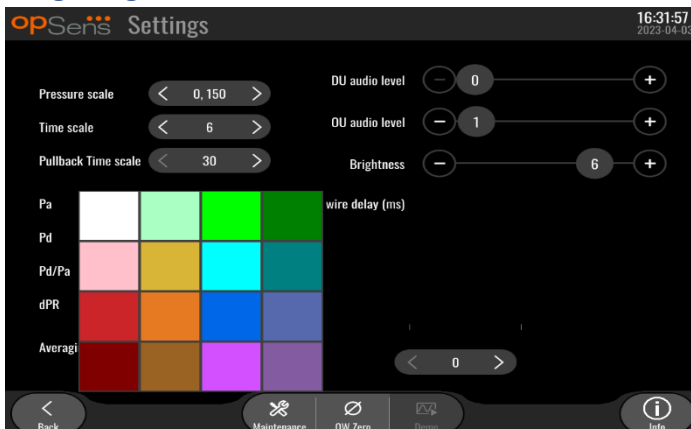 opSens Settings
16:31:57
2023-04-03
Pressure scale < 0, 150 >
Time scale < 6 >
Pullback Time scale < 30 >
DU audio level − 0 +
OU audio level − 1 +
Brightness − 6 +
Pa
wire delay (ms)
Pd
Pd/Pa
dPR
Averagi
< 0 >
Back
Maintenance
OW Zero
Demo
Info